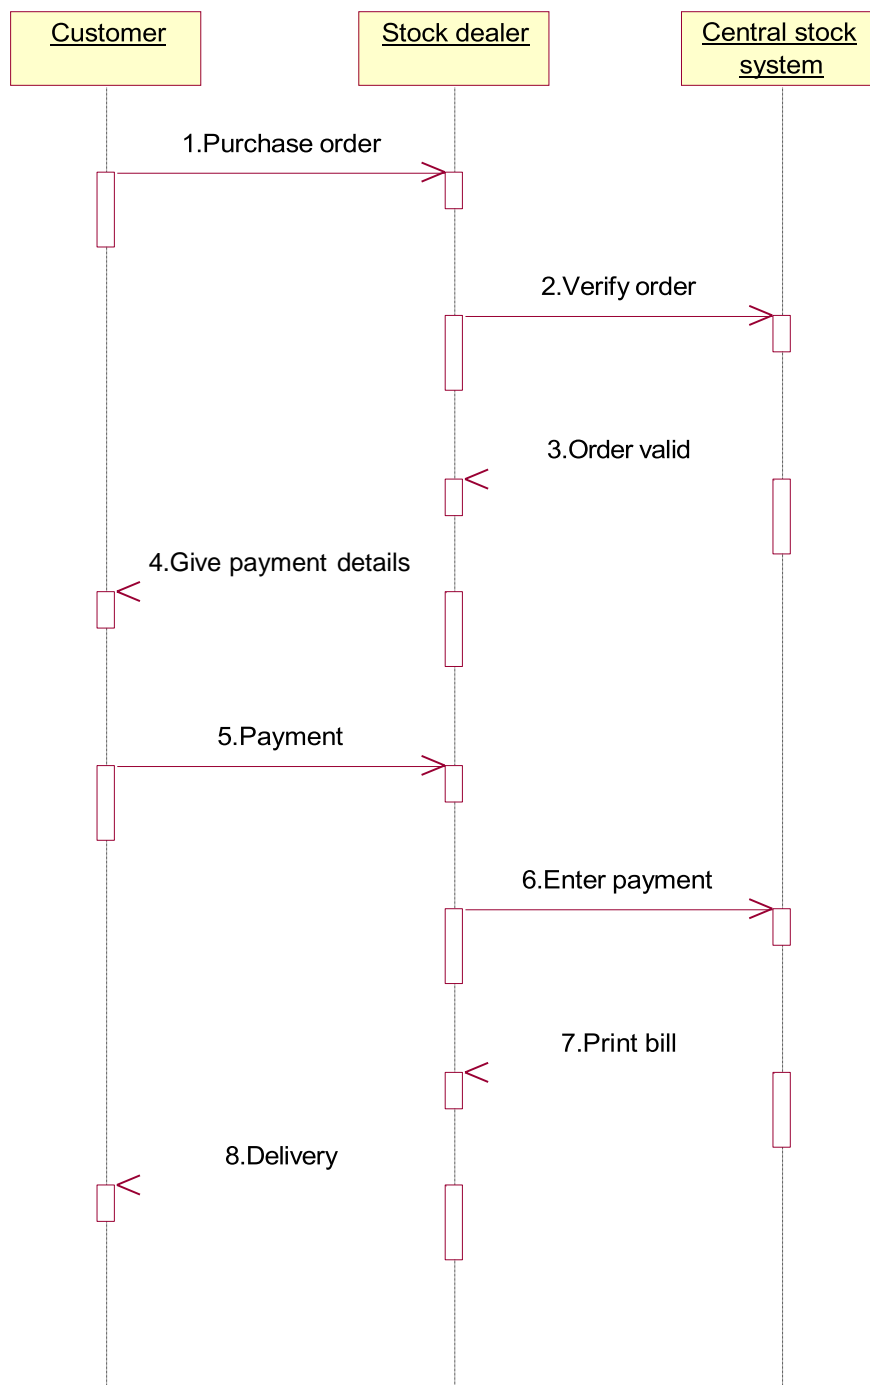 Customer
Stock dealer
Central stock
system
1.Purchase order
2.Verify order
3.Order valid
4.Give payment details
5.Payment
6.Enter payment
7.Print bill
8.Delivery